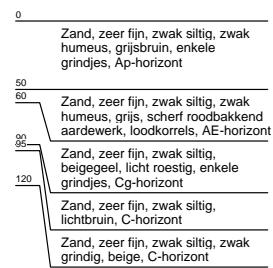 0
Zand, zeer fijn, zwak siltig, zwak
humeus, grijsbruin, enkele
grindjes, Ap-horizont
50
60
Zand, zeer fijn, zwak siltig, zwak
humeus, grijs, scherf roodbakkend
aardewerk, loodkorrels, AE-horizont
90
95
Zand, zeer fijn, zwak siltig,
beigegeel, licht roestig, enkele
grindjes, Cg-horizont
120
Zand, zeer fijn, zwak siltig,
lichtbruin, C-horizont
Zand, zeer fijn, zwak siltig, zwak
grindig, beige, C-horizont